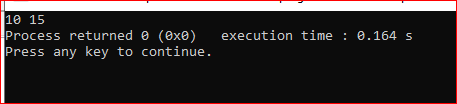 10 15
Process returned 0 (0x0)   execution time : 0.164 s
Press any key to continue.